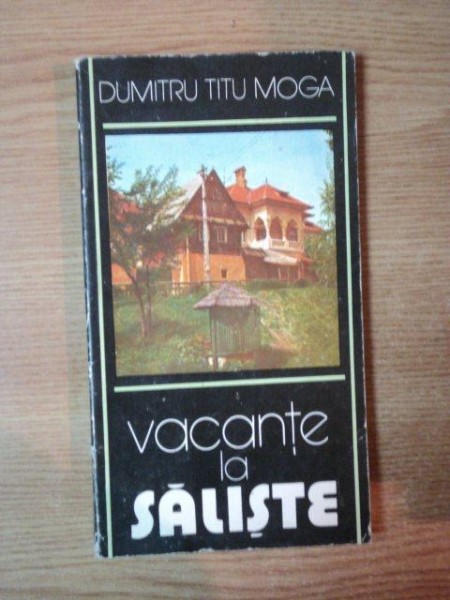 DUMITRU TITU MOGA
vacanțe
la
SĂLIȘTE